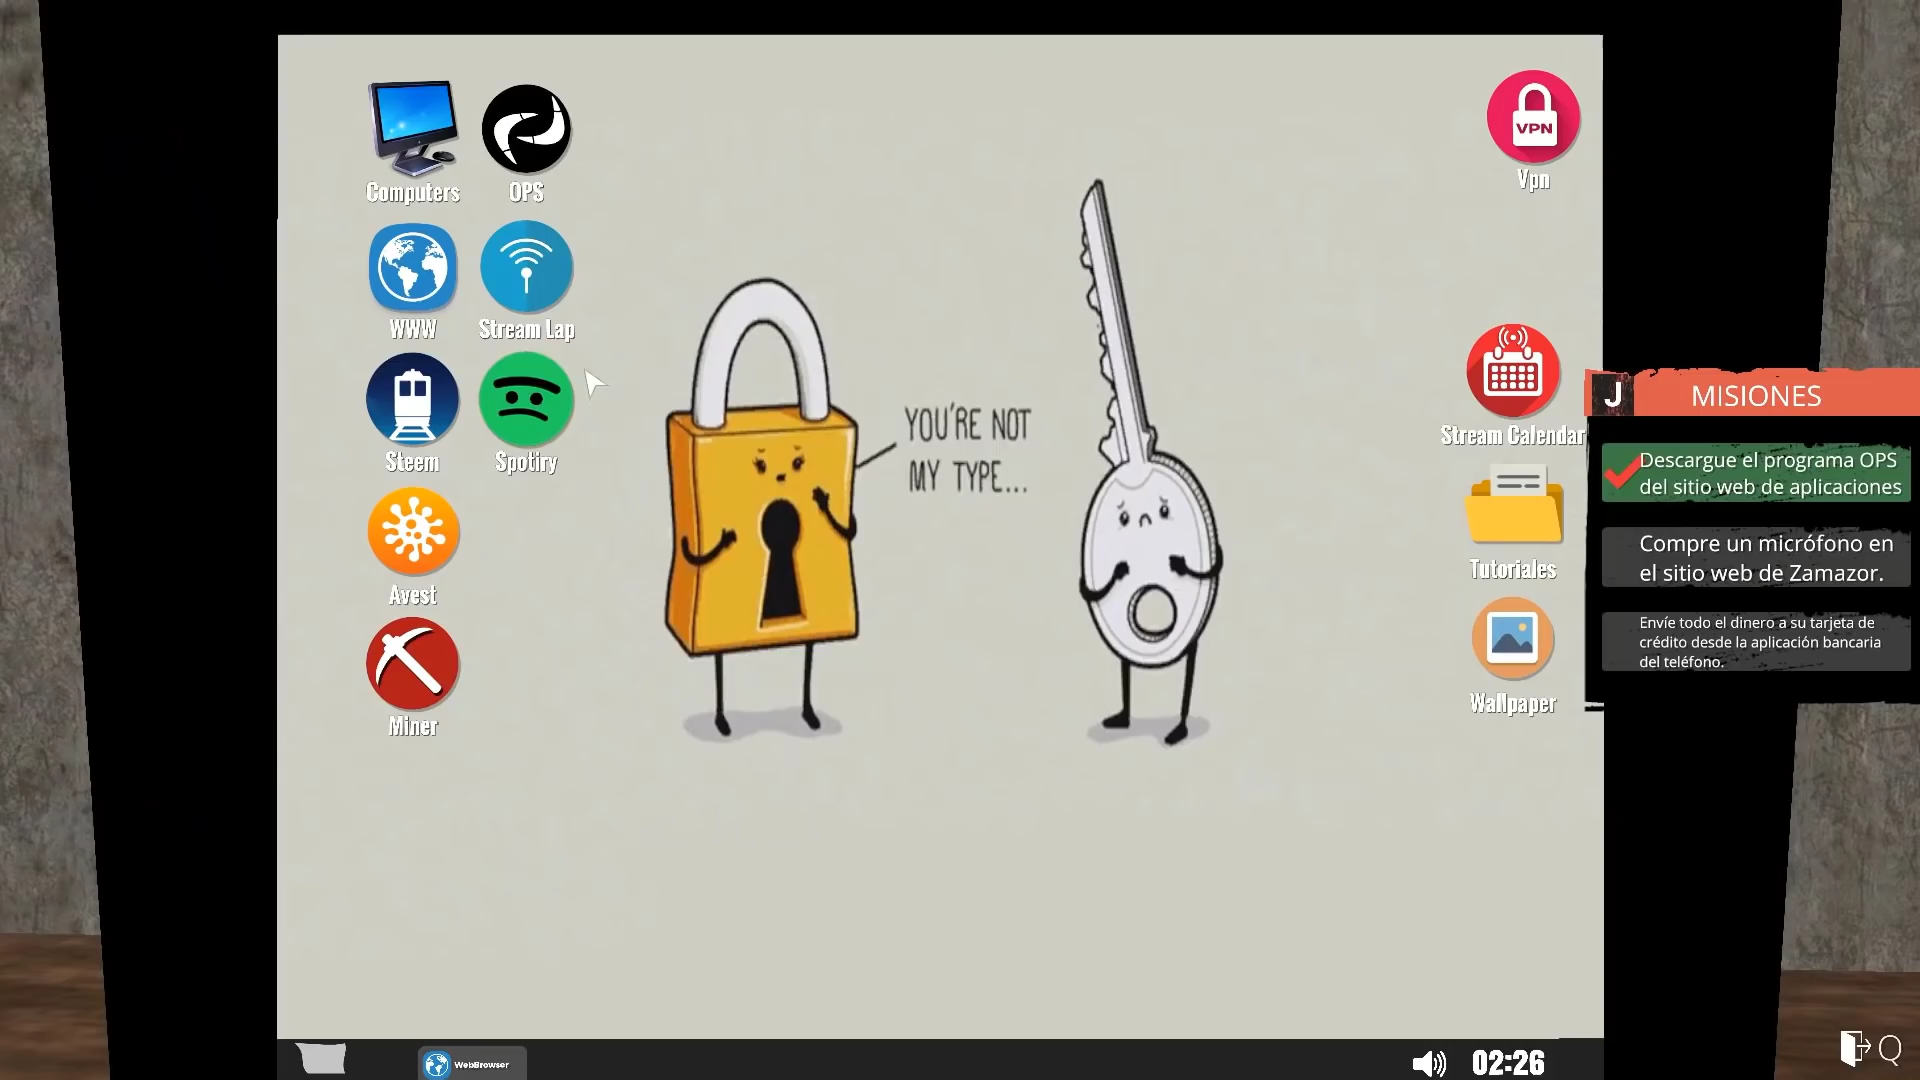 Computers
OPS
WWW
Stream Lap
Steem
Spotiry
Avest
Miner
YOU'RE NOT
MY TYPE...
VPN
Vpn
Stream Calendar
Tutoriales
Wallpaper
J MISIONES
Descargue el programa OPS
del sitio web de aplicaciones
Compre un micrófono en
el sitio web de Zamazor.
Envíe todo el dinero a su tarjeta de
crédito desde la aplicación bancaria
del teléfono.
WebBrowser
02:26
Q